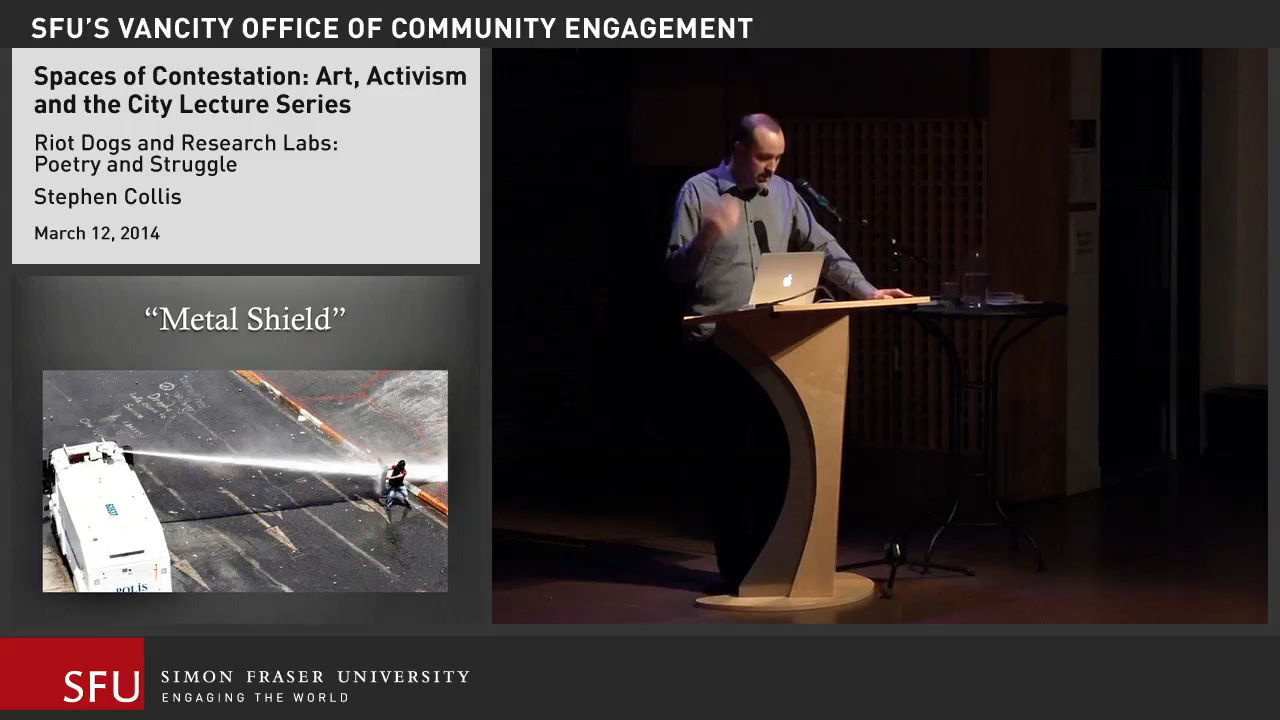 SFU'S VANCITY OFFICE OF COMMUNITY ENGAGEMENT
Spaces of Contestation: Art, Activism
and the City Lecture Series
Riot Dogs and Research Labs:
Poetry and Struggle
Stephen Collis
March 12, 2014
“Metal Shield”
POLİS
SFU
SIMON FRASER UNIVERSITY
ENGAGING THE WORLD